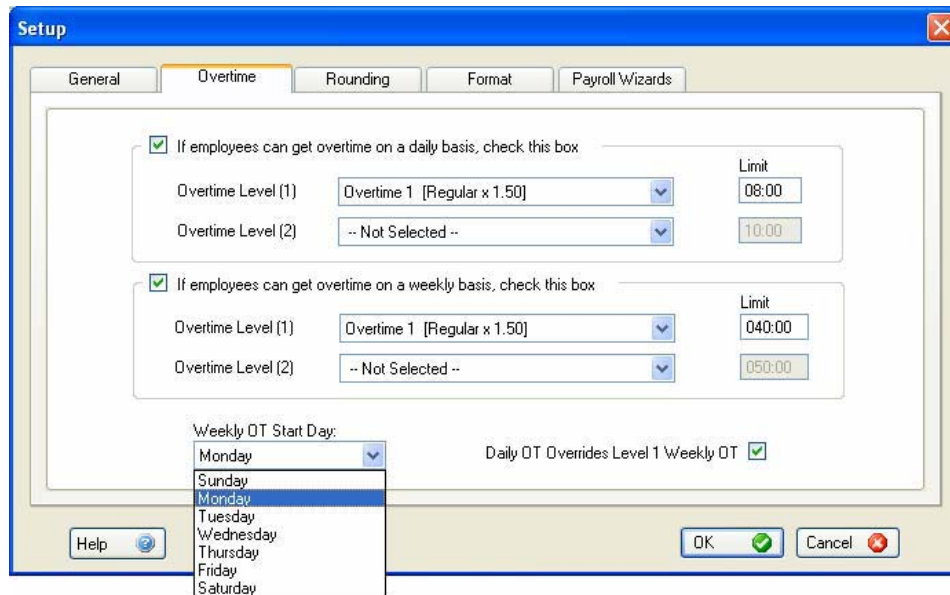 Setup
General Overtime Rounding Format Payroll Wizards
If employees can get overtime on a daily basis, check this box
Limit
Overtime Level (1) Overtime 1 [Regular x 1.50] 08:00
Overtime Level (2) -- Not Selected -- 10:00
If employees can get overtime on a weekly basis, check this box
Limit
Overtime Level (1) Overtime 1 [Regular x 1.50] 040:00
Overtime Level (2) -- Not Selected -- 050:00
Weekly OT Start Day:
Monday Daily OT Overrides Level 1 Weekly OT
Sunday
Monday
Tuesday
Wednesday
Thursday
Friday
Saturday
Help OK Cancel